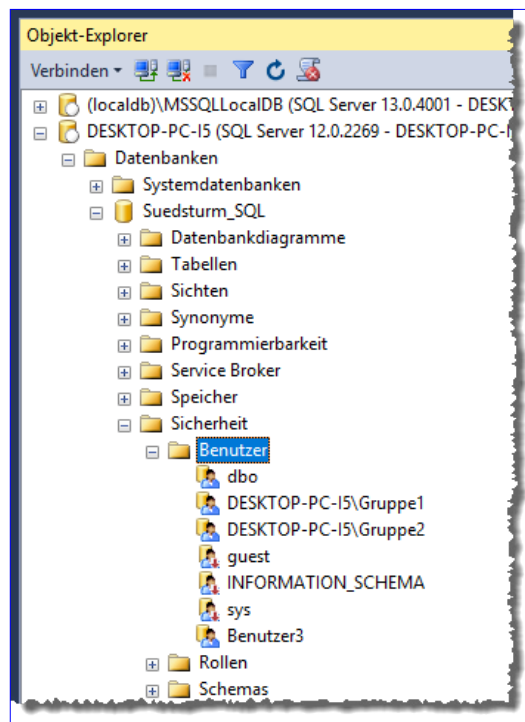 Objekt-Explorer
Verbinden
(localdb)\MSSQLLocalDB (SQL Server 13.0.4001 - DESK
DESKTOP-PC-I5 (SQL Server 12.0.2269 - DESKTOP-PC-
Datenbanken
Systemdatenbanken
Suedsturm_SQL
Datenbankdiagramme
Tabellen
Sichten
Synonyme
Programmierbarkeit
Service Broker
Speicher
Sicherheit
Benutzer
dbo
DESKTOP-PC-I5\Gruppe1
DESKTOP-PC-I5\Gruppe2
guest
INFORMATION_SCHEMA
sys
Benutzer3
Rollen
Schemas